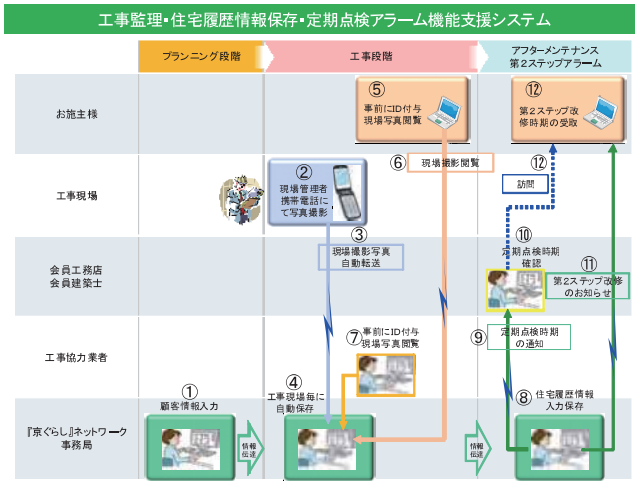 工事監理・住宅履歴情報保存・定期点検アラーム機能支援システム
プランニング段階
工事段階
アフターメンテナンス
第２ステップアラーム
お施主様
⑤
事前にID付与
現場写真閲覧
⑫
第２ステップ改
修時期の受取
⑥
現場撮影閲覧
⑫
訪問
工事現場
②
現場管理者
携帯電話に
て写真撮影
③
現場撮影写真
自動転送
会員工務店
会員建築士
⑩
定期点検時期
確認
⑪
第２ステップ改修
のお知らせ
工事協力業者
⑦
事前にID付与
現場写真閲覧
⑨
定期点検時期
の通知
『京ぐらし』ネットワーク
事務局
①
顧客情報入力
情報
伝達
④
工事現場毎に
自動保存
情報
伝達
⑧
住宅履歴情報
入力保存